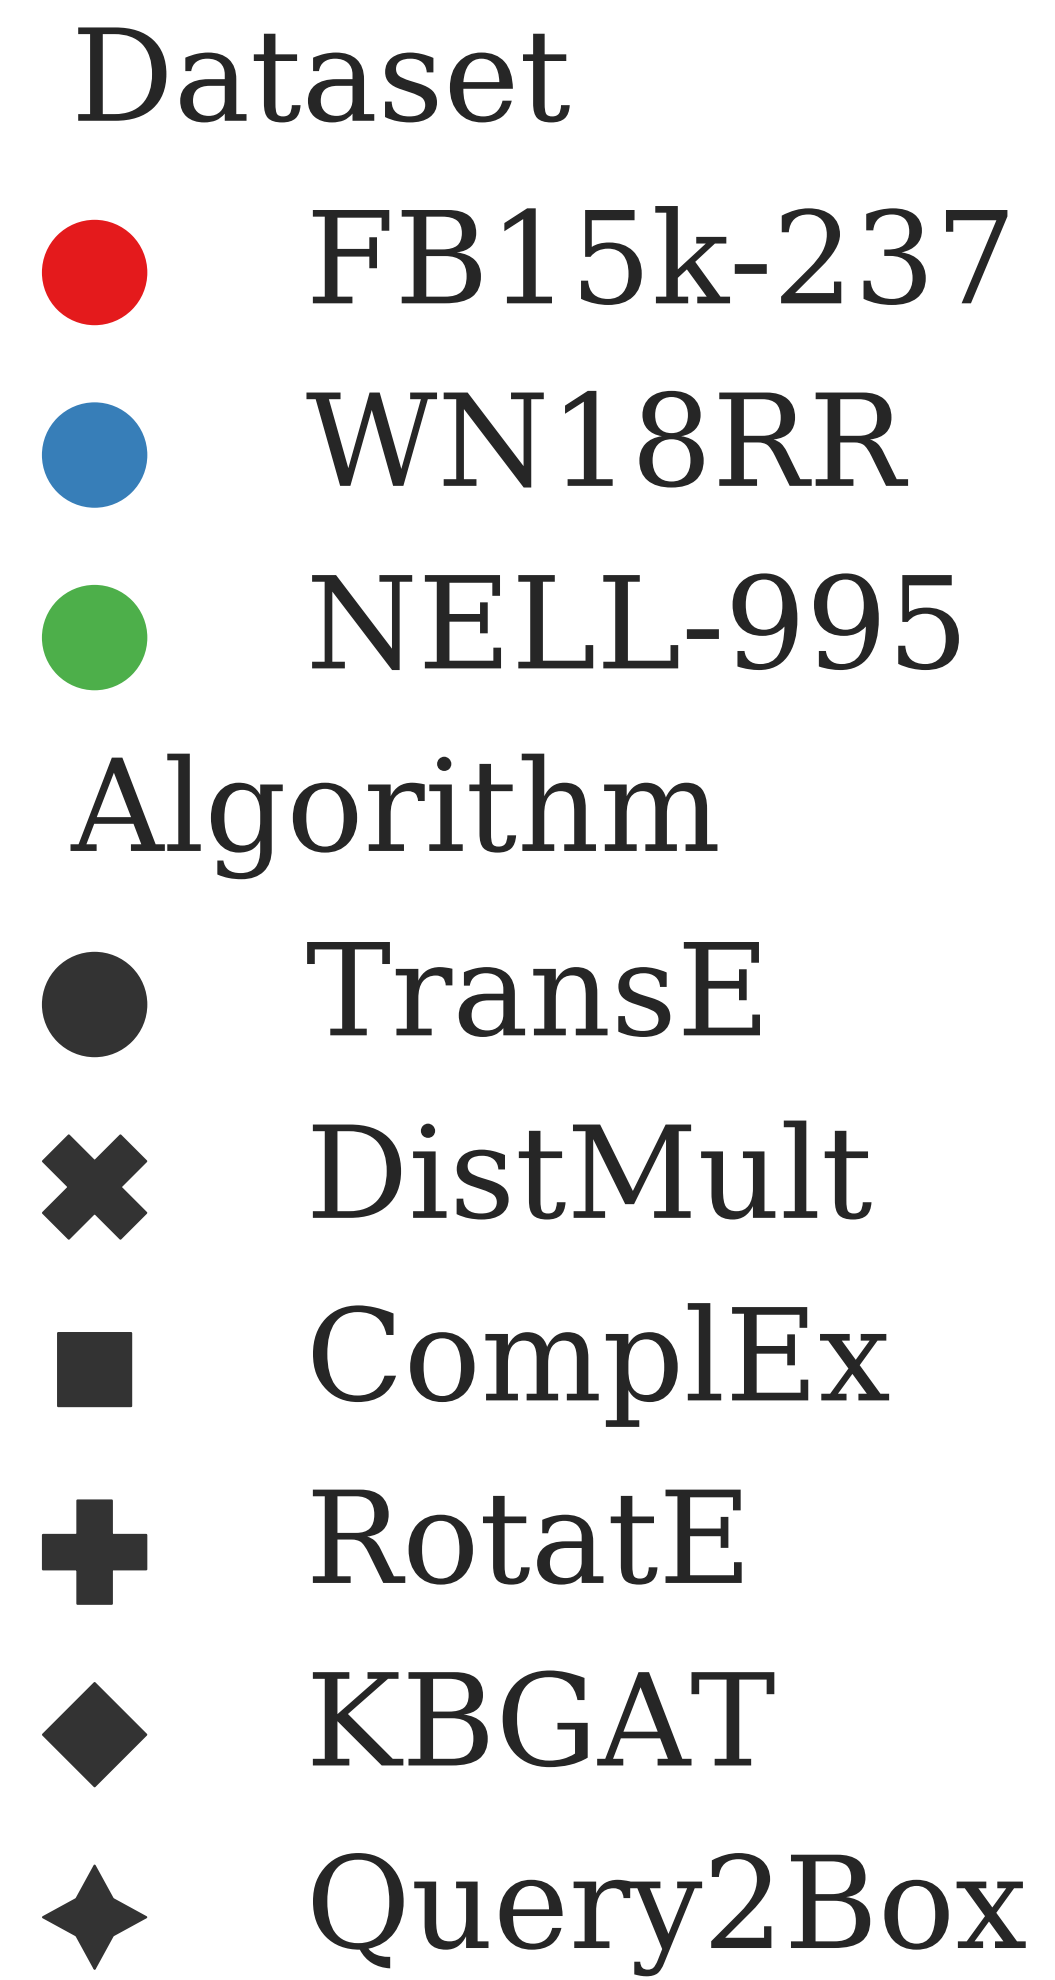 Dataset
FB15k-237
WN18RR
NELL-995
Algorithm
TransE
DistMult
ComplEx
RotatE
KBGAT
Query2Box